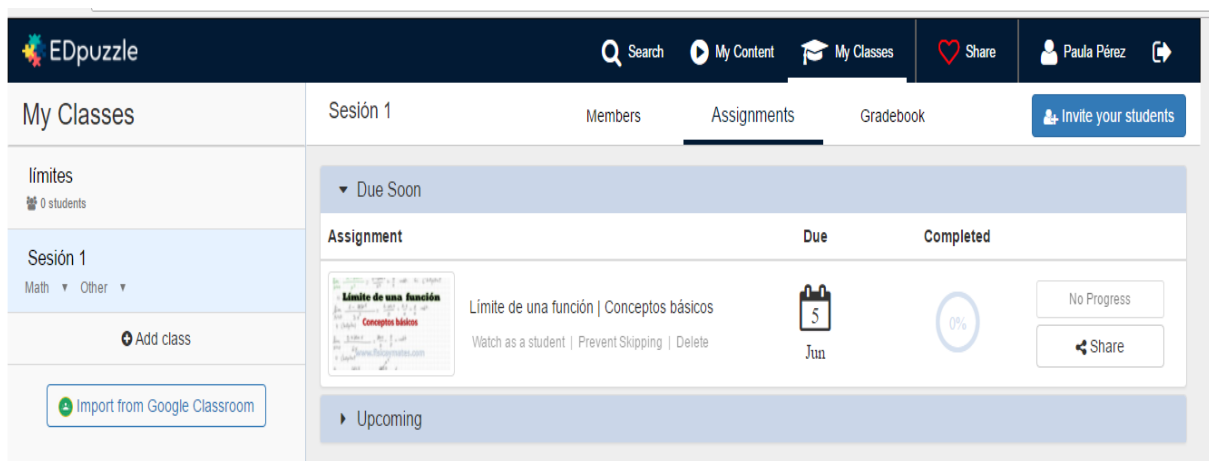 EDpuzzle
Search
My Content
My Classes
Share
Paula Pérez
My Classes
Sesión 1
Members
Assignments
Gradebook
Invite your students
límites
0 students
Sesión 1
Math Other
Add class
Import from Google Classroom
Due Soon
Assignment Due Completed
Límite de una función
Conceptos básicos
www.fisicaymates.com
Límite de una función | Conceptos básicos
Watch as a student | Prevent Skipping | Delete
5
Jun
0%
No Progress
Share
Upcoming